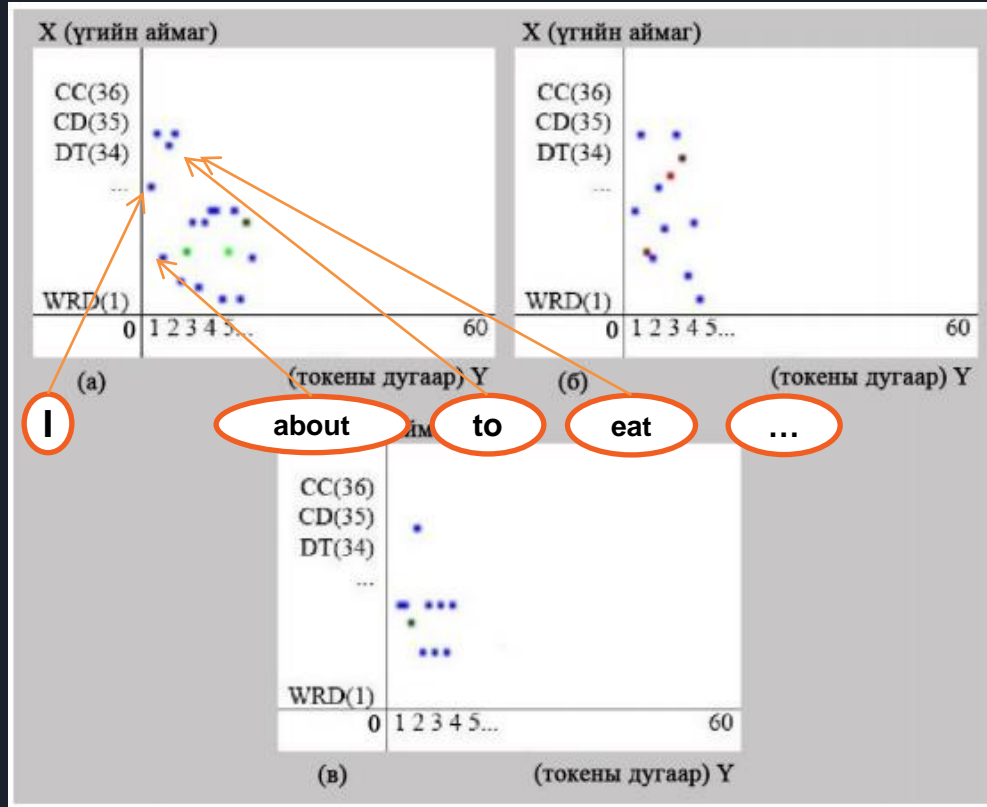 X (үгийн аймаг)
CC(36)
CD(35)
DT(34)
...
WRD(1)
0 1 2 3 4 5... 60
(а) (токены дугаар) Y
X (үгийн аймаг)
CC(36)
CD(35)
DT(34)
...
WRD(1)
0 1 2 3 4 5... 60
(б) (токены дугаар) Y
I about to eat ...
CC(36)
CD(35)
DT(34)
...
WRD(1)
0 1 2 3 4 5... 60
(в) (токены дугаар) Y